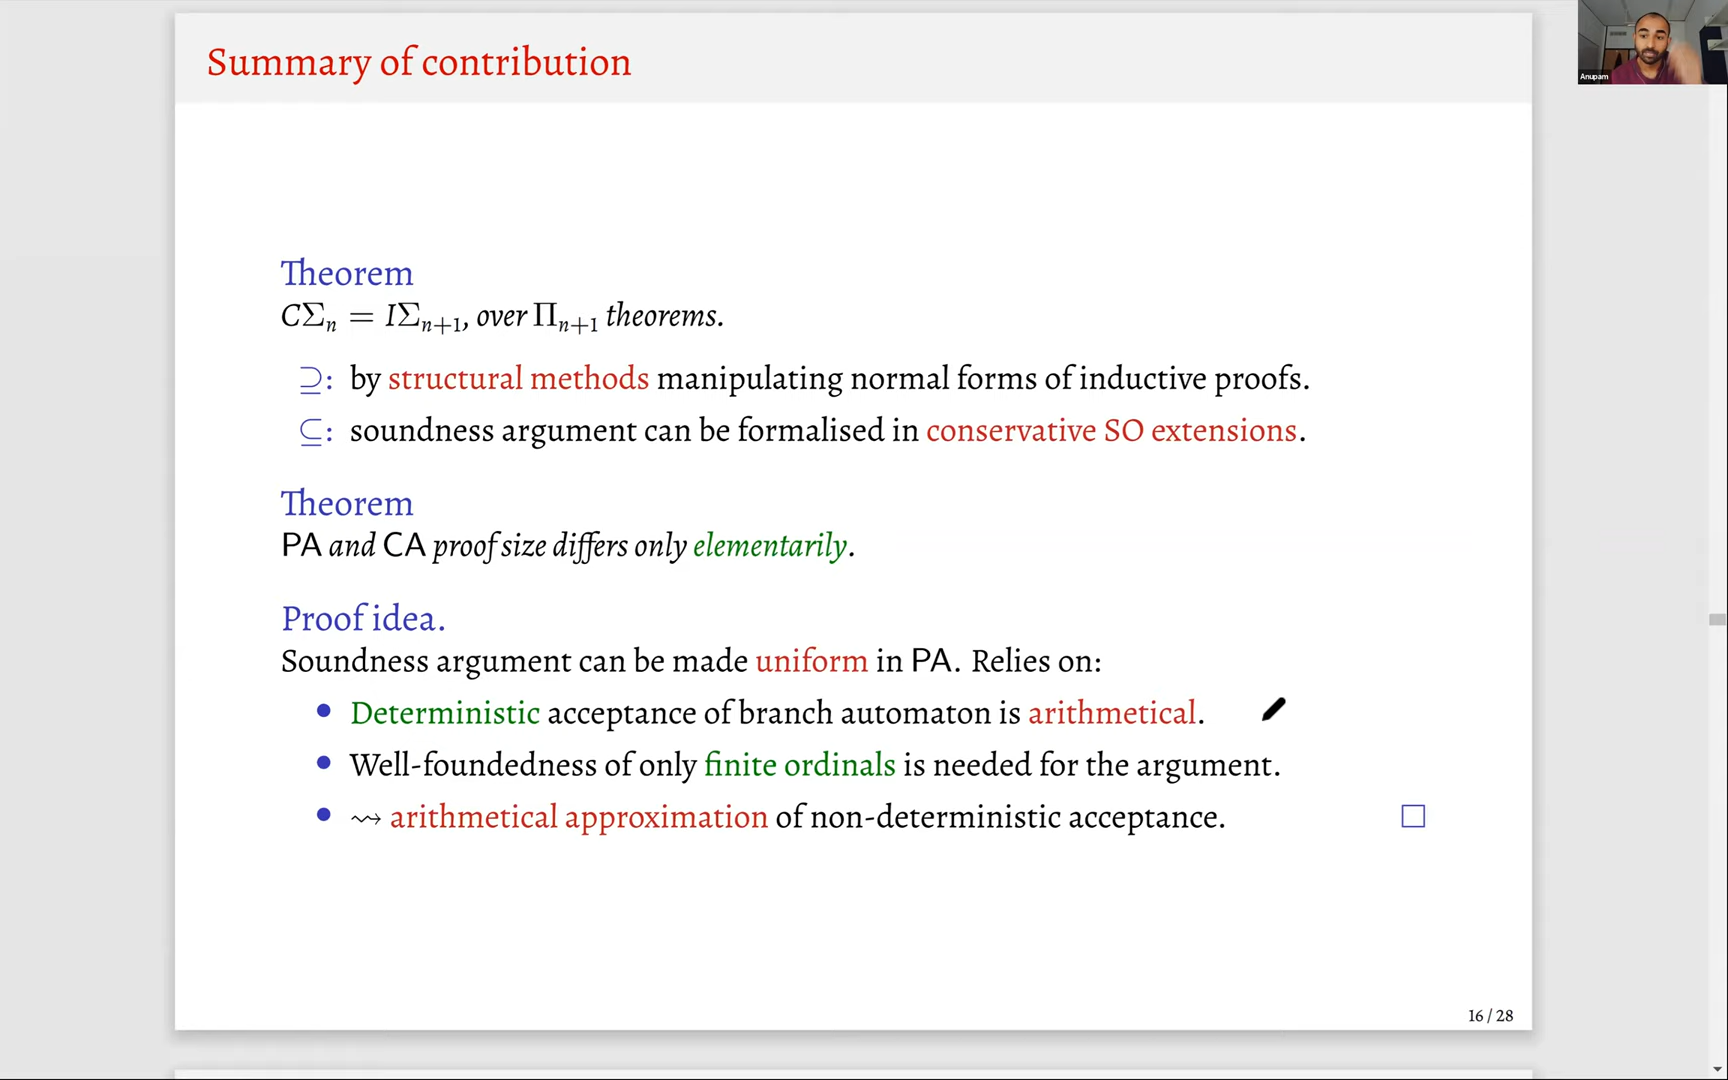 Summary of contribution
Anupam
Theorem
CΣₙ = IΣₙ₊₁, over Πₙ₊₁ theorems.
⊇: by structural methods manipulating normal forms of inductive proofs.
⊆: soundness argument can be formalised in conservative SO extensions.
Theorem
PA and CA proof size differs only elementarily.
Proof idea.
Soundness argument can be made uniform in PA. Relies on:
• Deterministic acceptance of branch automaton is arithmetical.
• Well-foundedness of only finite ordinals is needed for the argument.
• ⇝ arithmetical approximation of non-deterministic acceptance. □
16 / 28